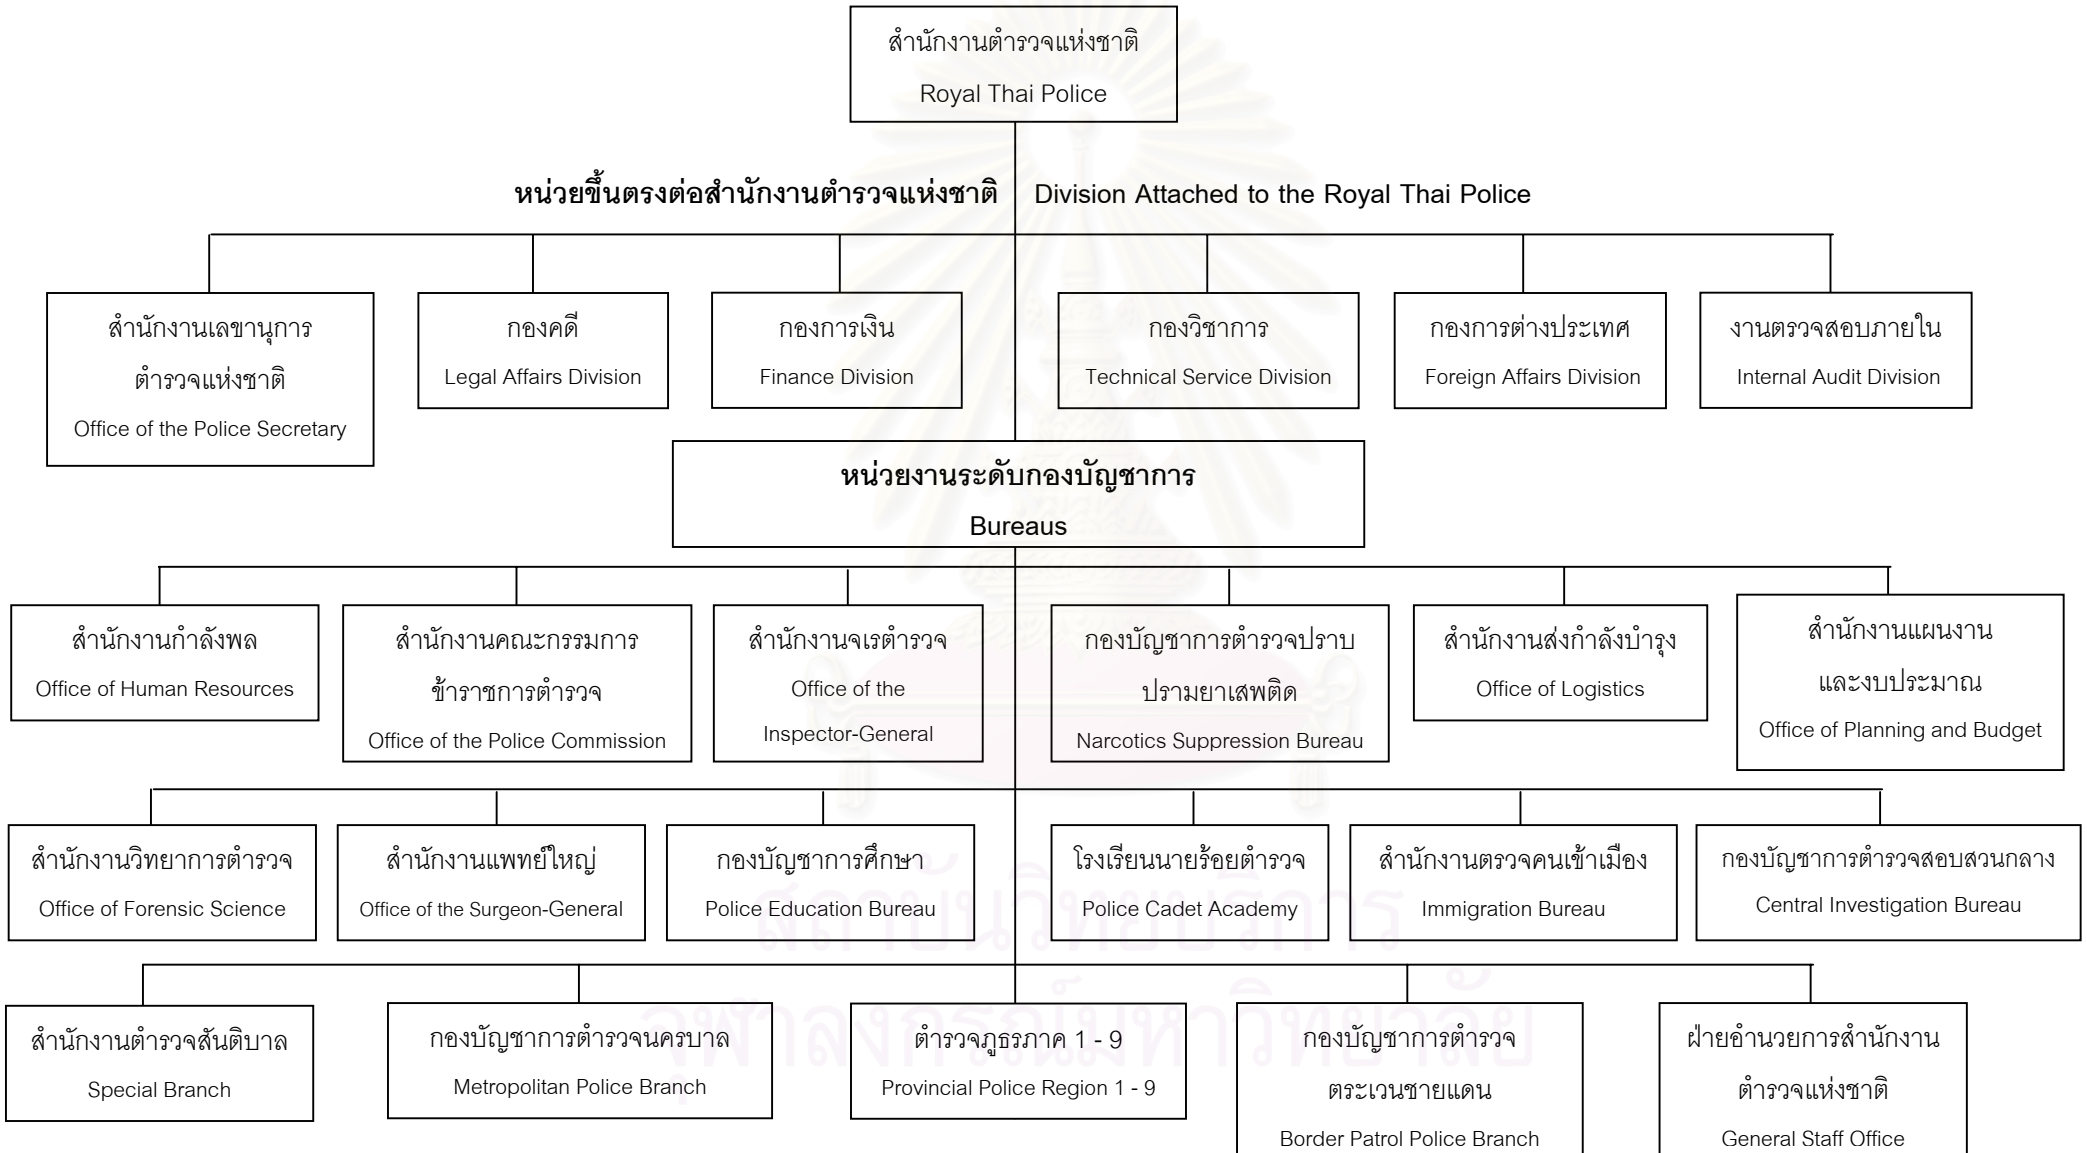 สำนักงานตำรวจแห่งชาติ
Royal Thai Police
หน่วยขึ้นตรงต่อสำนักงานตำรวจแห่งชาติ Division Attached to the Royal Thai Police
สำนักงานเลขานุการ
ตำรวจแห่งชาติ
Office of the Police Secretary
กองคดี
Legal Affairs Division
กองการเงิน
Finance Division
กองวิชาการ
Technical Service Division
กองการต่างประเทศ
Foreign Affairs Division
งานตรวจสอบภายใน
Internal Audit Division
หน่วยงานระดับกองบัญชาการ
Bureaus
สำนักงานกำลังพล
Office of Human Resources
สำนักงานคณะกรรมการ
ข้าราชการตำรวจ
Office of the Police Commission
สำนักงานจเรตำรวจ
Office of the
Inspector-General
กองบัญชาการตำรวจปราบ
ปรามยาเสพติด
Narcotics Suppression Bureau
สำนักงานส่งกำลังบำรุง
Office of Logistics
สำนักงานแผนงาน
และงบประมาณ
Office of Planning and Budget
สำนักงานวิทยาการตำรวจ
Office of Forensic Science
สำนักงานแพทย์ใหญ่
Office of the Surgeon-General
กองบัญชาการศึกษา
Police Education Bureau
โรงเรียนนายร้อยตำรวจ
Police Cadet Academy
สำนักงานตรวจคนเข้าเมือง
Immigration Bureau
กองบัญชาการตำรวจสอบสวนกลาง
Central Investigation Bureau
สำนักงานตำรวจสันติบาล
Special Branch
กองบัญชาการตำรวจนครบาล
Metropolitan Police Branch
ตำรวจภูธรภาค 1 - 9
Provincial Police Region 1 - 9
กองบัญชาการตำรวจ
ตระเวนชายแดน
Border Patrol Police Branch
ฝ่ายอำนวยการสำนักงาน
ตำรวจแห่งชาติ
General Staff Office
สถาบันวิทยบริการ
จุฬาลงกรณ์มหาวิทยาลัย